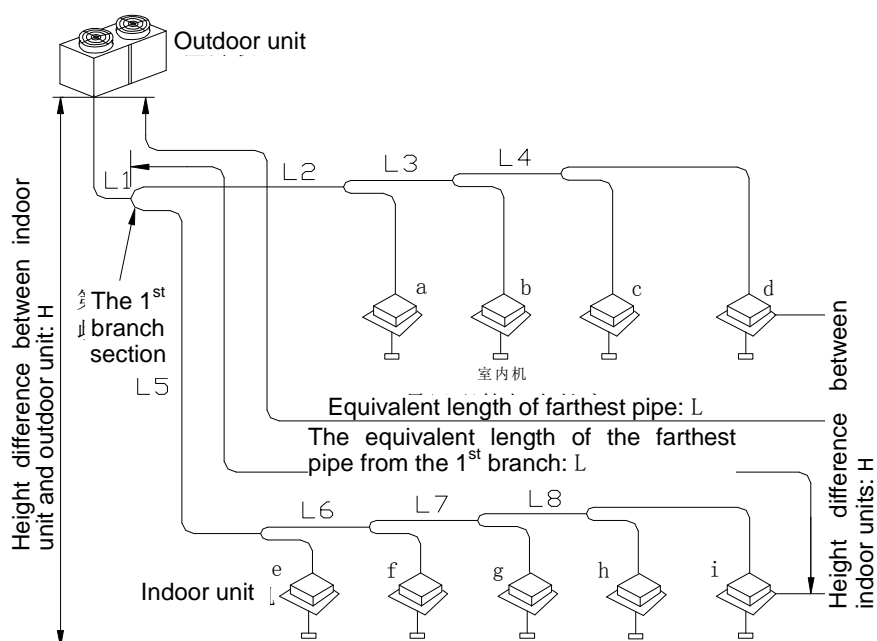 Outdoor unit
L1
L2
L3
L4
Height difference between indoor
unit and outdoor unit: H
The 1st
branch
section
a
b
c
d
室内机
L5
Equivalent length of farthest pipe: L
The equivalent length of the farthest
pipe from the 1st branch: L
Height difference between
indoor units: H
L6
L7
L8
e
f
g
h
i
Indoor unit